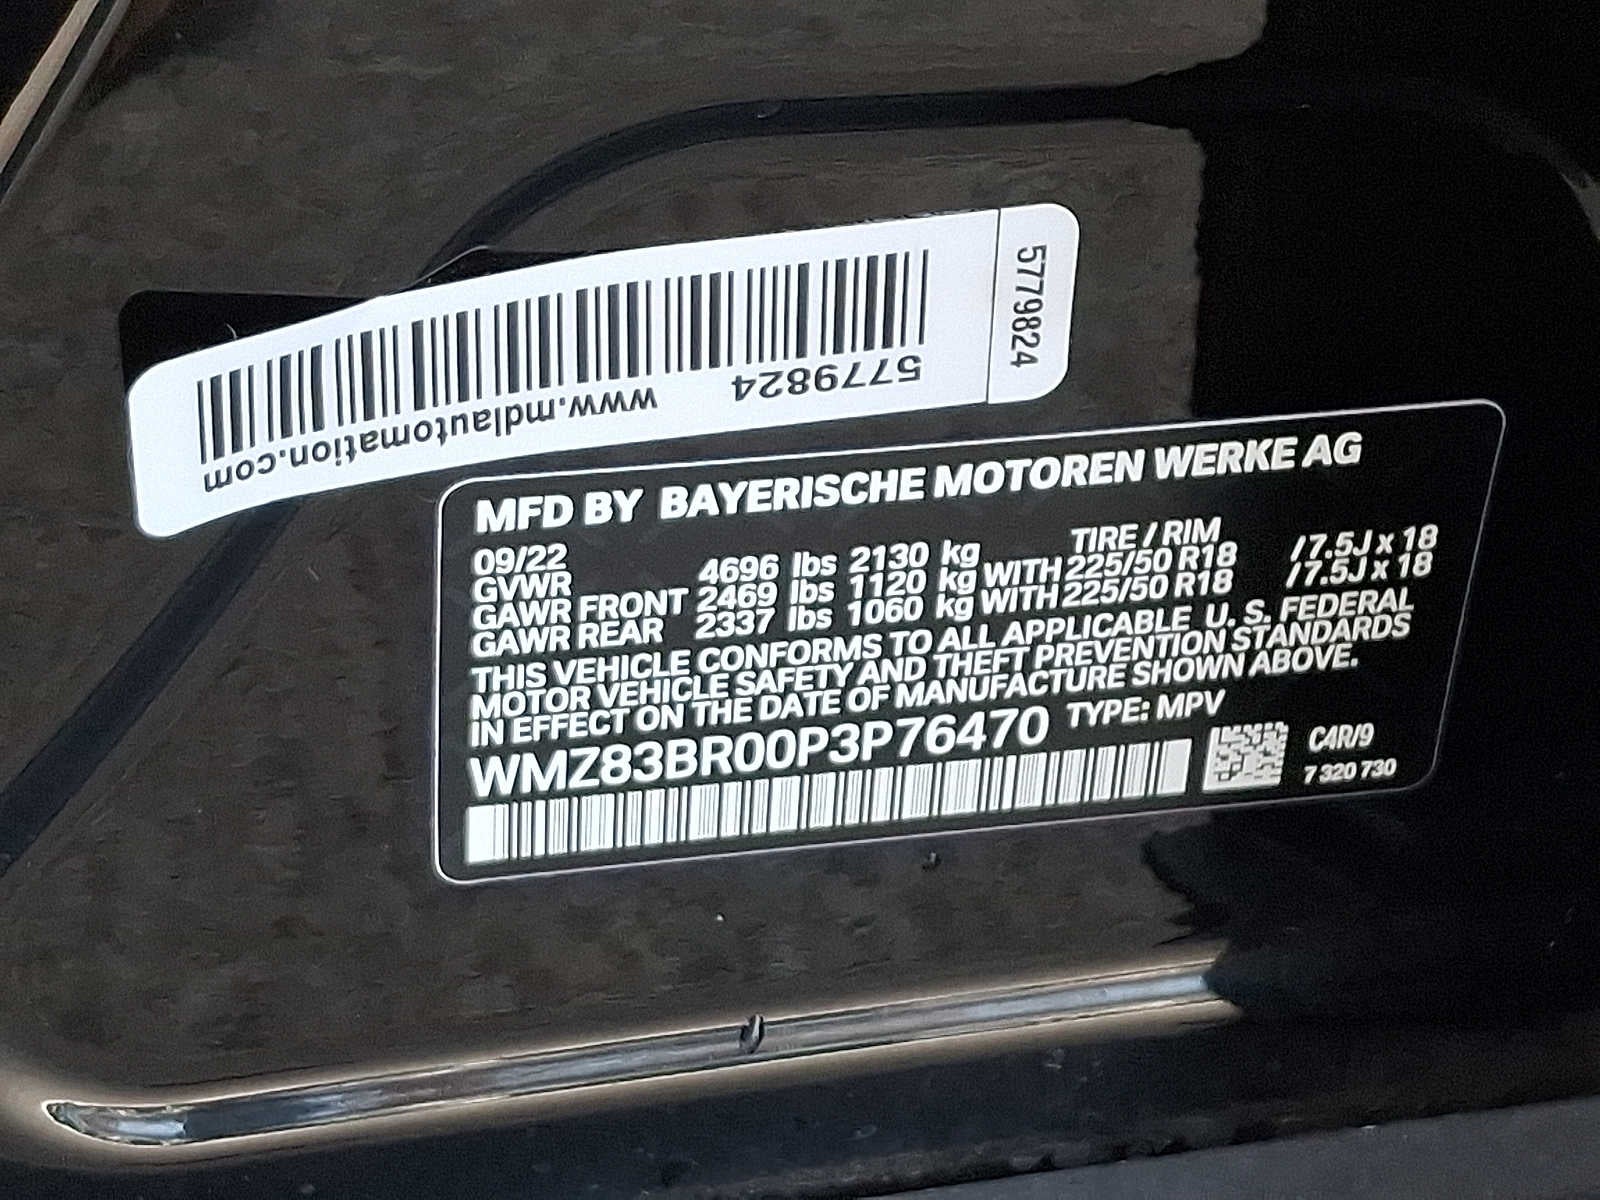 5779824
5779824
www.mdlautomation.com
MFD BY BAYERISCHE MOTOREN WERKE AG
09/22 TIRE / RIM
GVWR 4696 lbs 2130 kg
GAWR FRONT 2469 lbs 1120 kg WITH 225/50 R18 / 7.5J x 18
GAWR REAR 2337 lbs 1060 kg WITH 225/50 R18 / 7.5J x 18
THIS VEHICLE CONFORMS TO ALL APPLICABLE U. S. FEDERAL
MOTOR VEHICLE SAFETY AND THEFT PREVENTION STANDARDS
IN EFFECT ON THE DATE OF MANUFACTURE SHOWN ABOVE.
WMZ83BR00P3P76470 TYPE: MPV
C4R/9
7 320 730